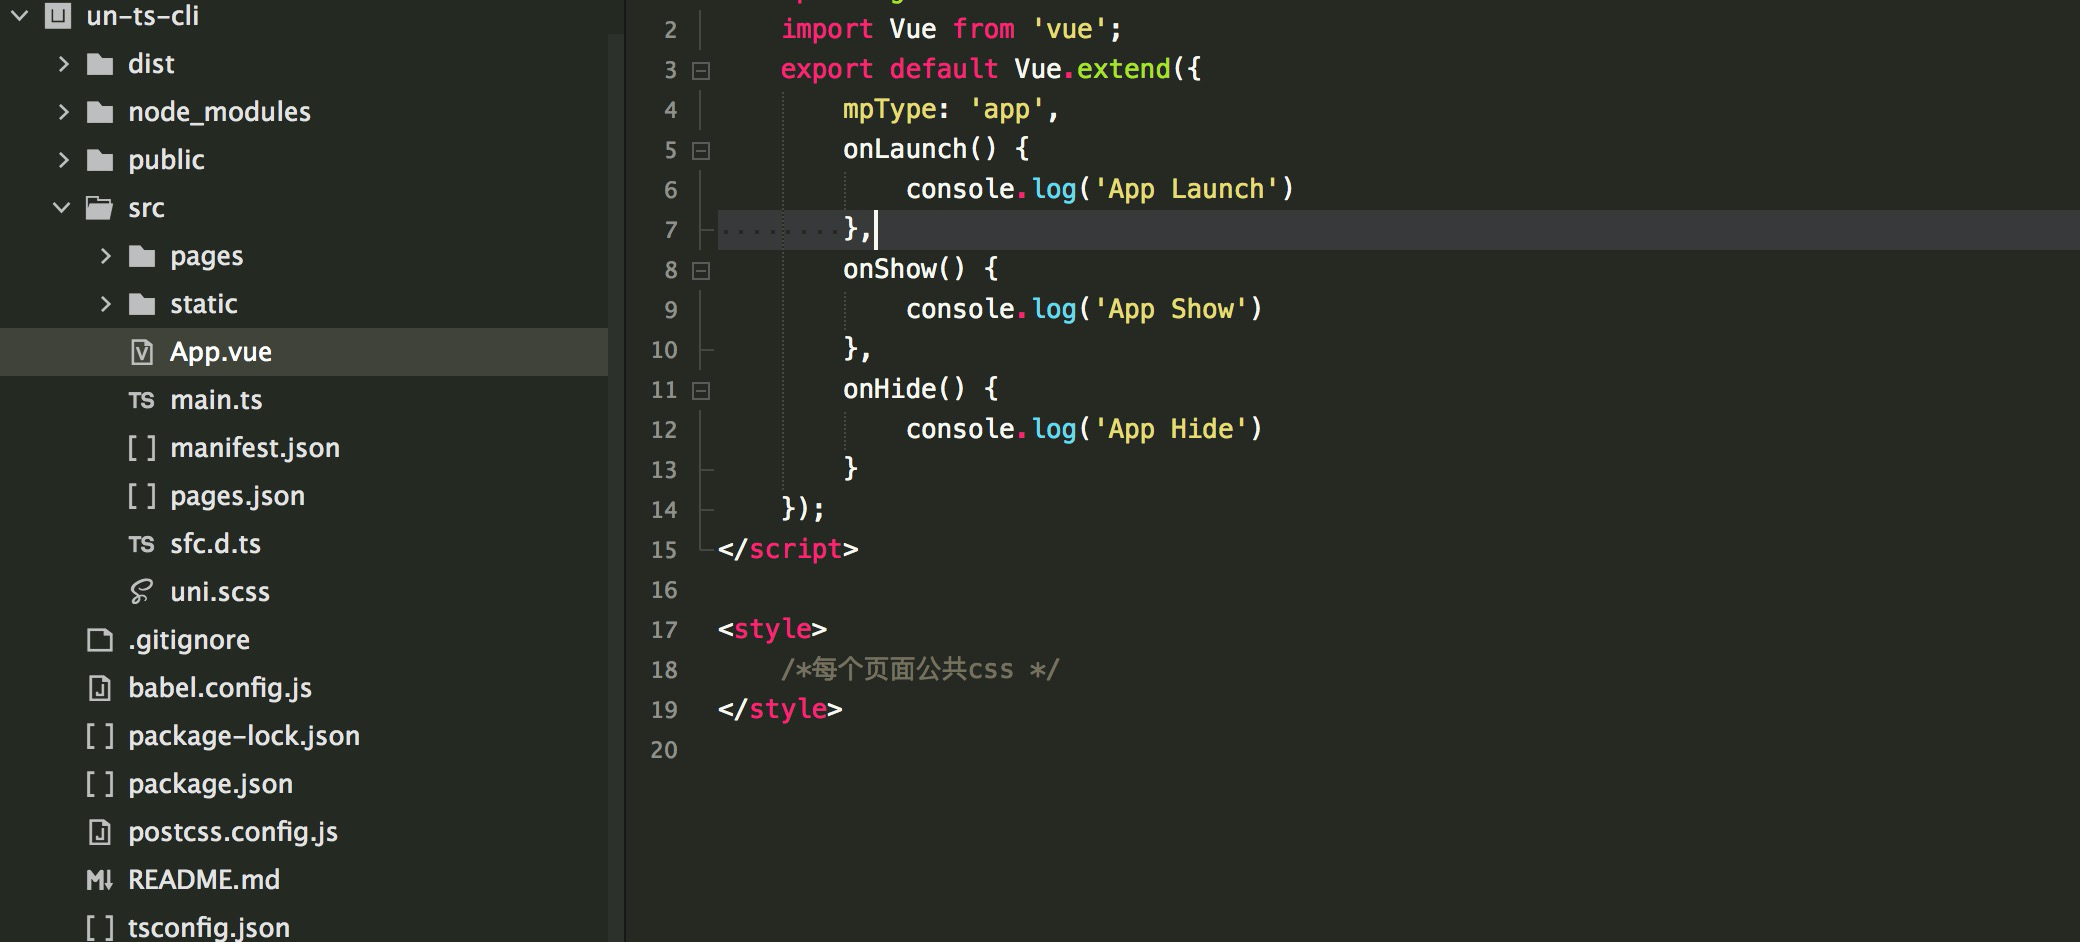 un-ts-cli
dist
node_modules
public
src
pages
static
App.vue
TS main.ts
[ ] manifest.json
[ ] pages.json
TS sfc.d.ts
uni.scss
.gitignore
babel.config.js
[ ] package-lock.json
[ ] package.json
postcss.config.js
README.md
[ ] tsconfig.json
2 import Vue from 'vue';
3 export default Vue.extend({
4 mpType: 'app',
5 onLaunch() {
6 console.log('App Launch')
7 },
8 onShow() {
9 console.log('App Show')
10 },
11 onHide() {
12 console.log('App Hide')
13 }
14 });
15 </script>
16
17 <style>
18 /*每个页面公共css */
19 </style>
20